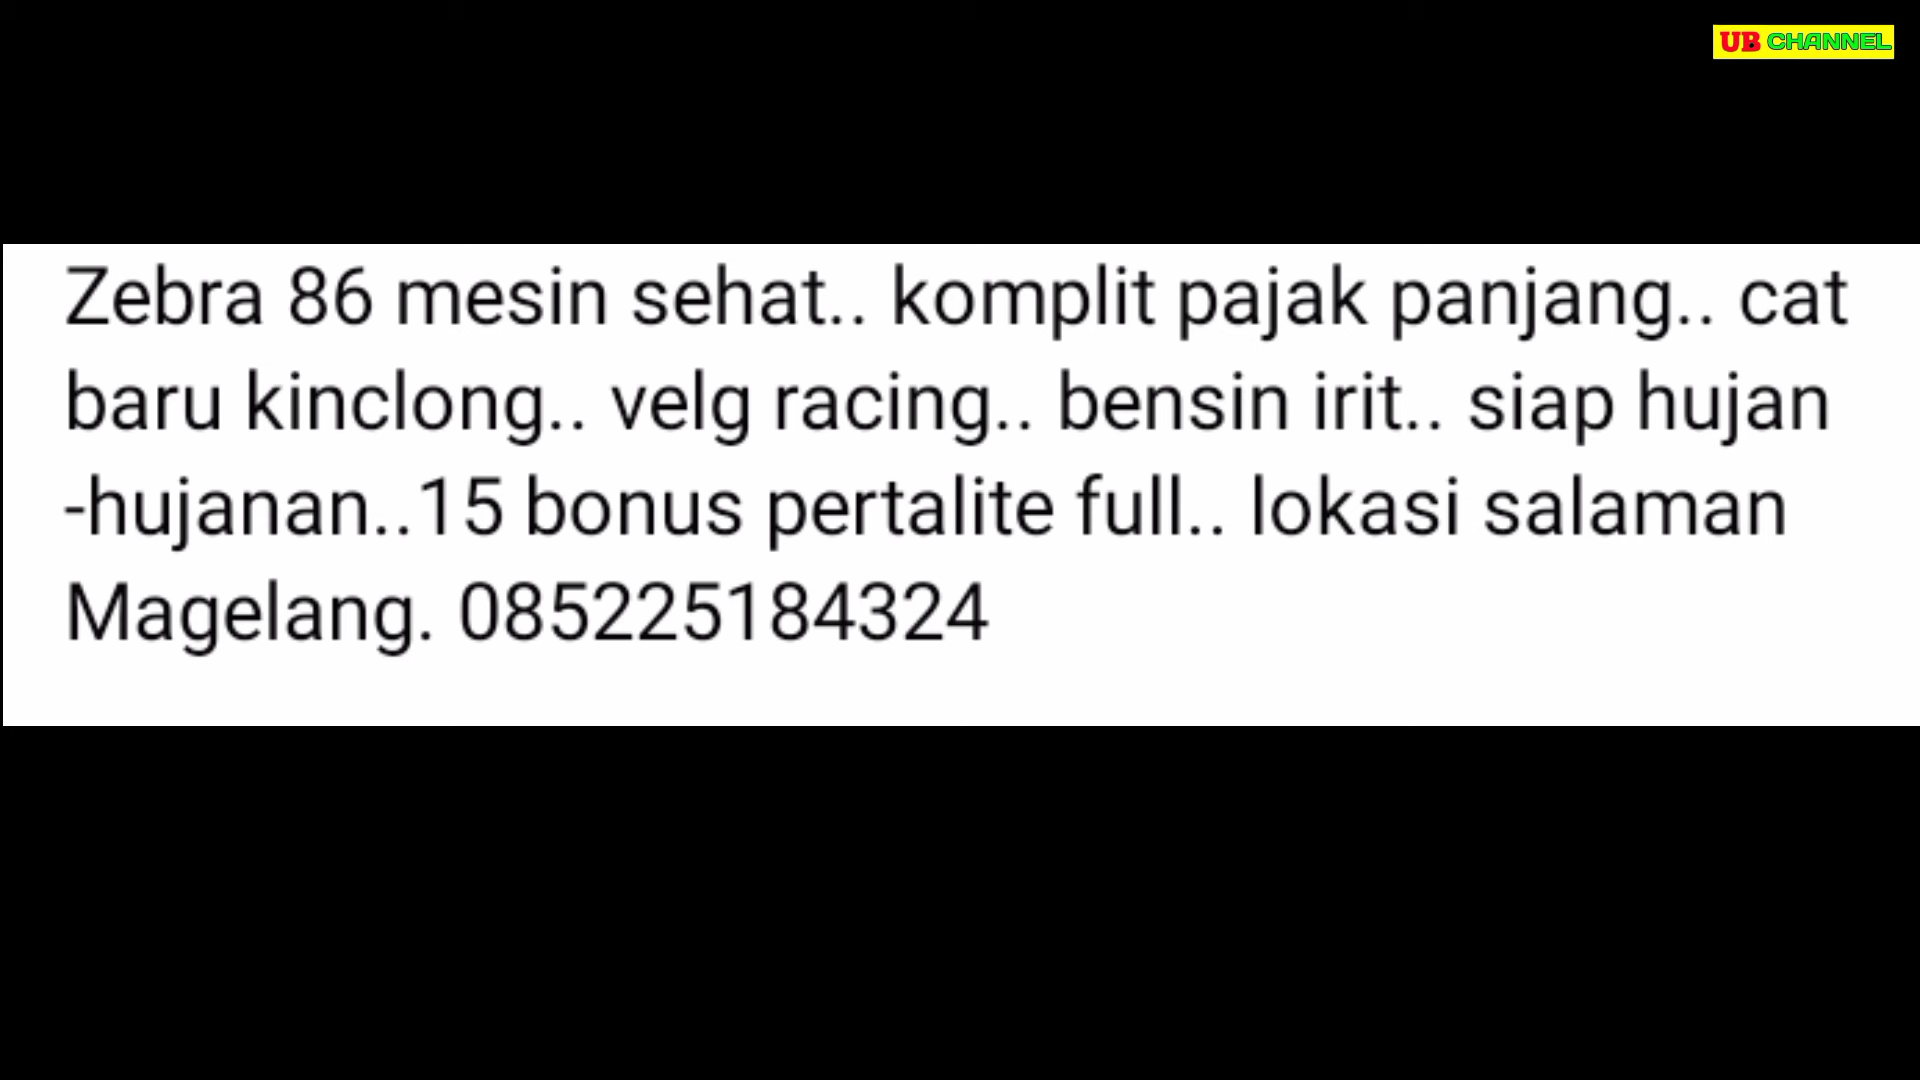 UB CHANNEL
Zebra 86 mesin sehat.. komplit pajak panjang.. cat
baru kinclong.. velg racing.. bensin irit.. siap hujan
-hujanan..15 bonus pertalite full.. lokasi salaman
Magelang. 085225184324